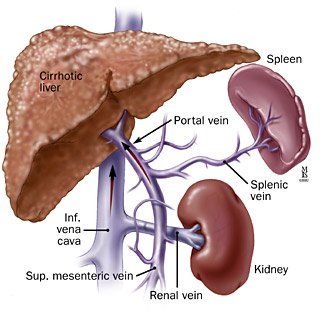 Cirrhotic
liver
Spleen
Portal vein
Splenic
vein
Inf.
vena
cava
Kidney
Sup. mesenteric vein
Renal vein